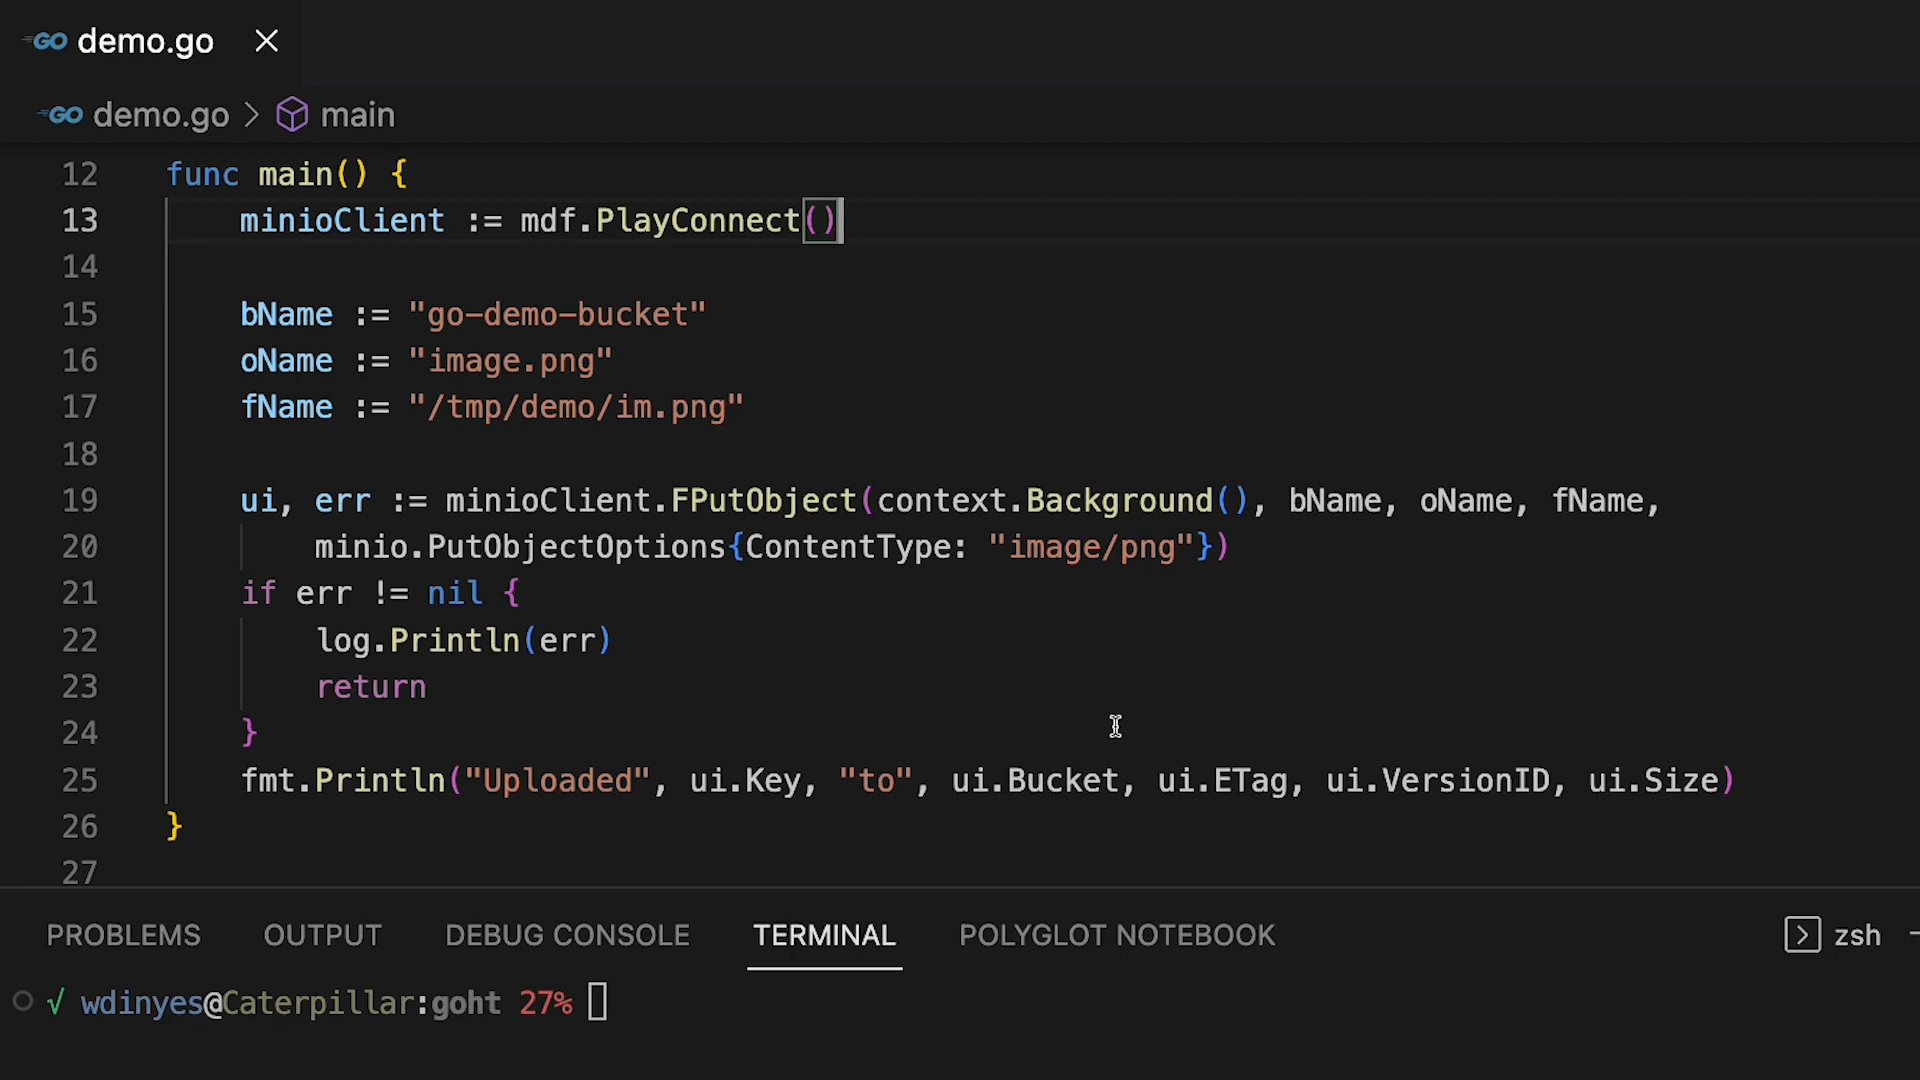 GO demo.go
GO demo.go > main
12 func main() {
13 minioClient := mdf.PlayConnect()
14
15 bName := "go-demo-bucket"
16 oName := "image.png"
17 fName := "/tmp/demo/im.png"
18
19 ui, err := minioClient.FPutObject(context.Background(), bName, oName, fName,
20 minio.PutObjectOptions{ContentType: "image/png"})
21 if err != nil {
22 log.Println(err)
23 return
24 }
25 fmt.Println("Uploaded", ui.Key, "to", ui.Bucket, ui.ETag, ui.VersionID, ui.Size)
26 }
27
PROBLEMS OUTPUT DEBUG CONSOLE TERMINAL POLYGLOT NOTEBOOK zsh
√ wdinyes@Caterpillar:goht 27%